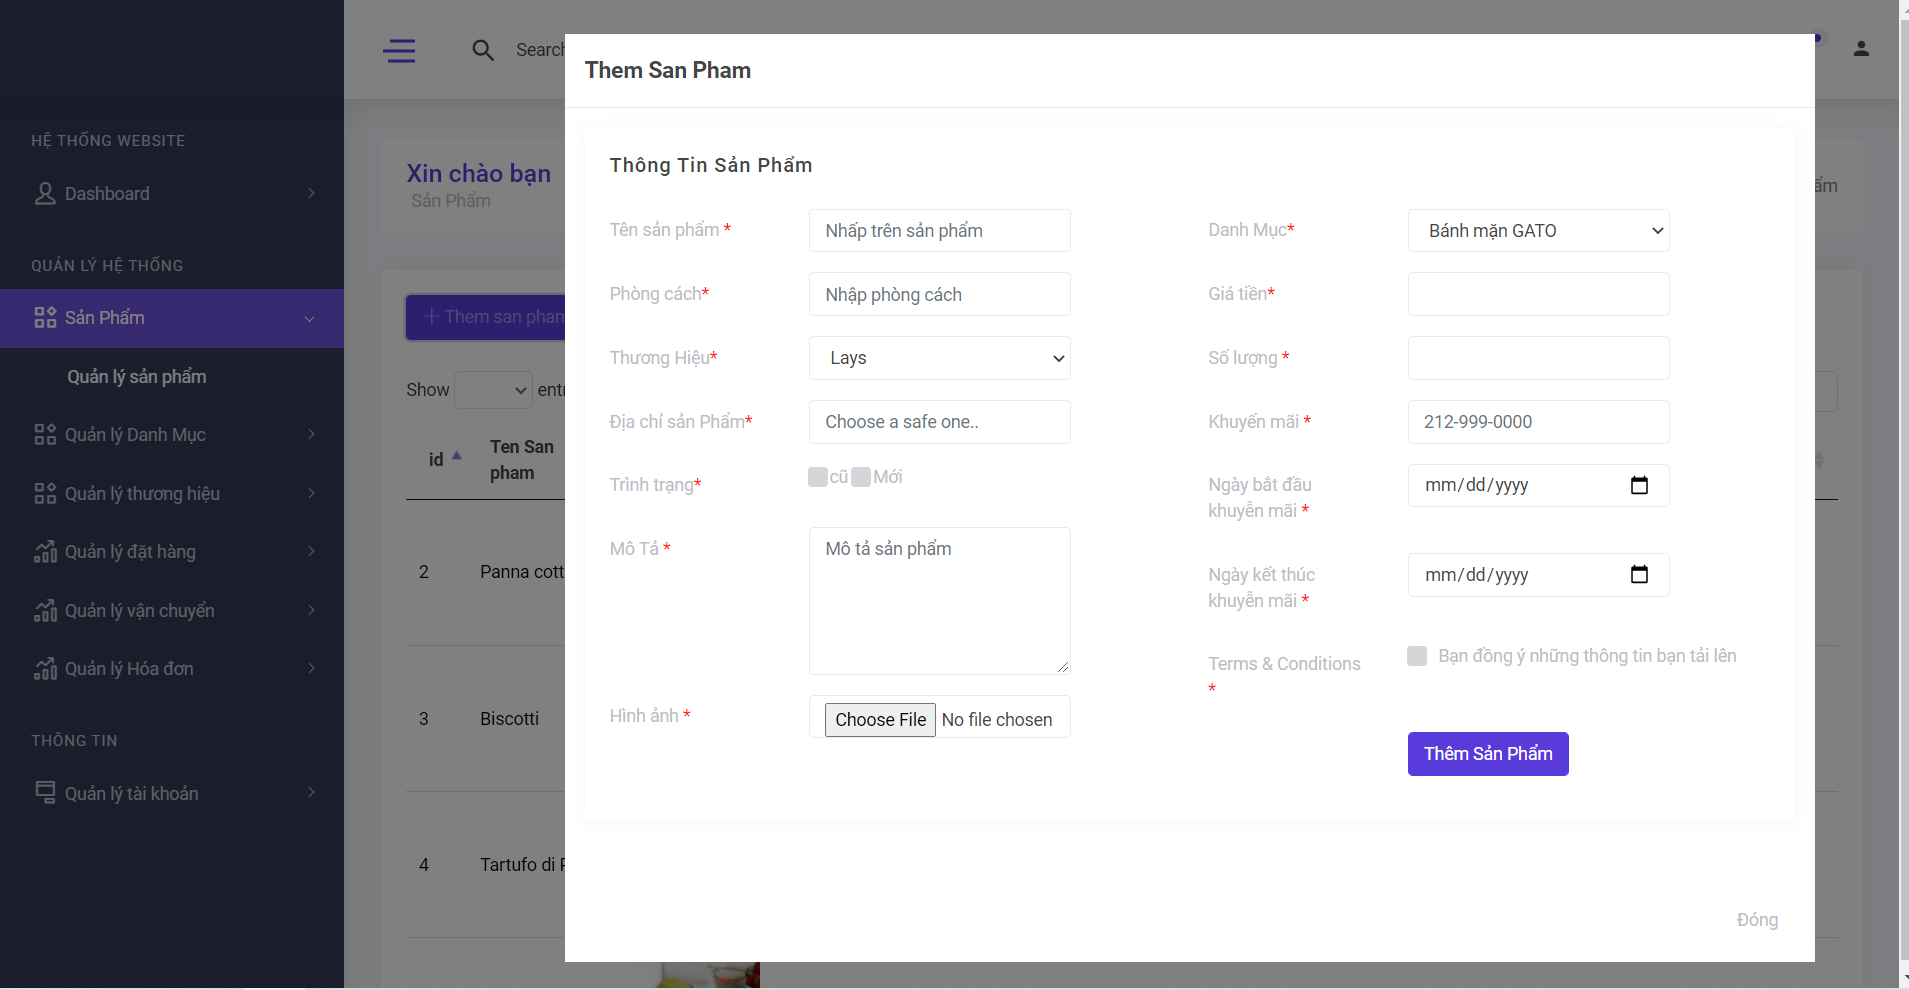 HỆ THỐNG WEBSITE
Dashboard
QUẢN LÝ HỆ THỐNG
Sản Phẩm
Quản lý sản phẩm
Quản lý Danh Mục
Quản lý thương hiệu
Quản lý đặt hàng
Quản lý vận chuyển
Quản lý Hóa đơn
THÔNG TIN
Quản lý tài khoản
Search
Xin chào bạn
Sản Phẩm
Them san pham
Show entr
id Ten San
pham
2 Panna cott
3 Biscotti
4 Tartufo di
Them San Pham
Thông Tin Sản Phẩm
Tên sản phẩm * Nhấp trên sản phẩm
Phòng cách* Nhập phòng cách
Thương Hiệu* Lays
Địa chỉ sản Phẩm* Choose a safe one..
Trình trạng* cũ Mới
Mô Tả * Mô tả sản phẩm
Hình ảnh * Choose File No file chosen
Danh Mục* Bánh mặn GATO
Giá tiền*
Số lượng *
Khuyến mãi * 212-999-0000
Ngày bắt đầu
khuyễn mãi * mm/dd/yyyy
Ngày kết thúc
khuyễn mãi * mm/dd/yyyy
Terms & Conditions
* Bạn đồng ý những thông tin bạn tải lên
Thêm Sản Phẩm
Đóng
ẩm